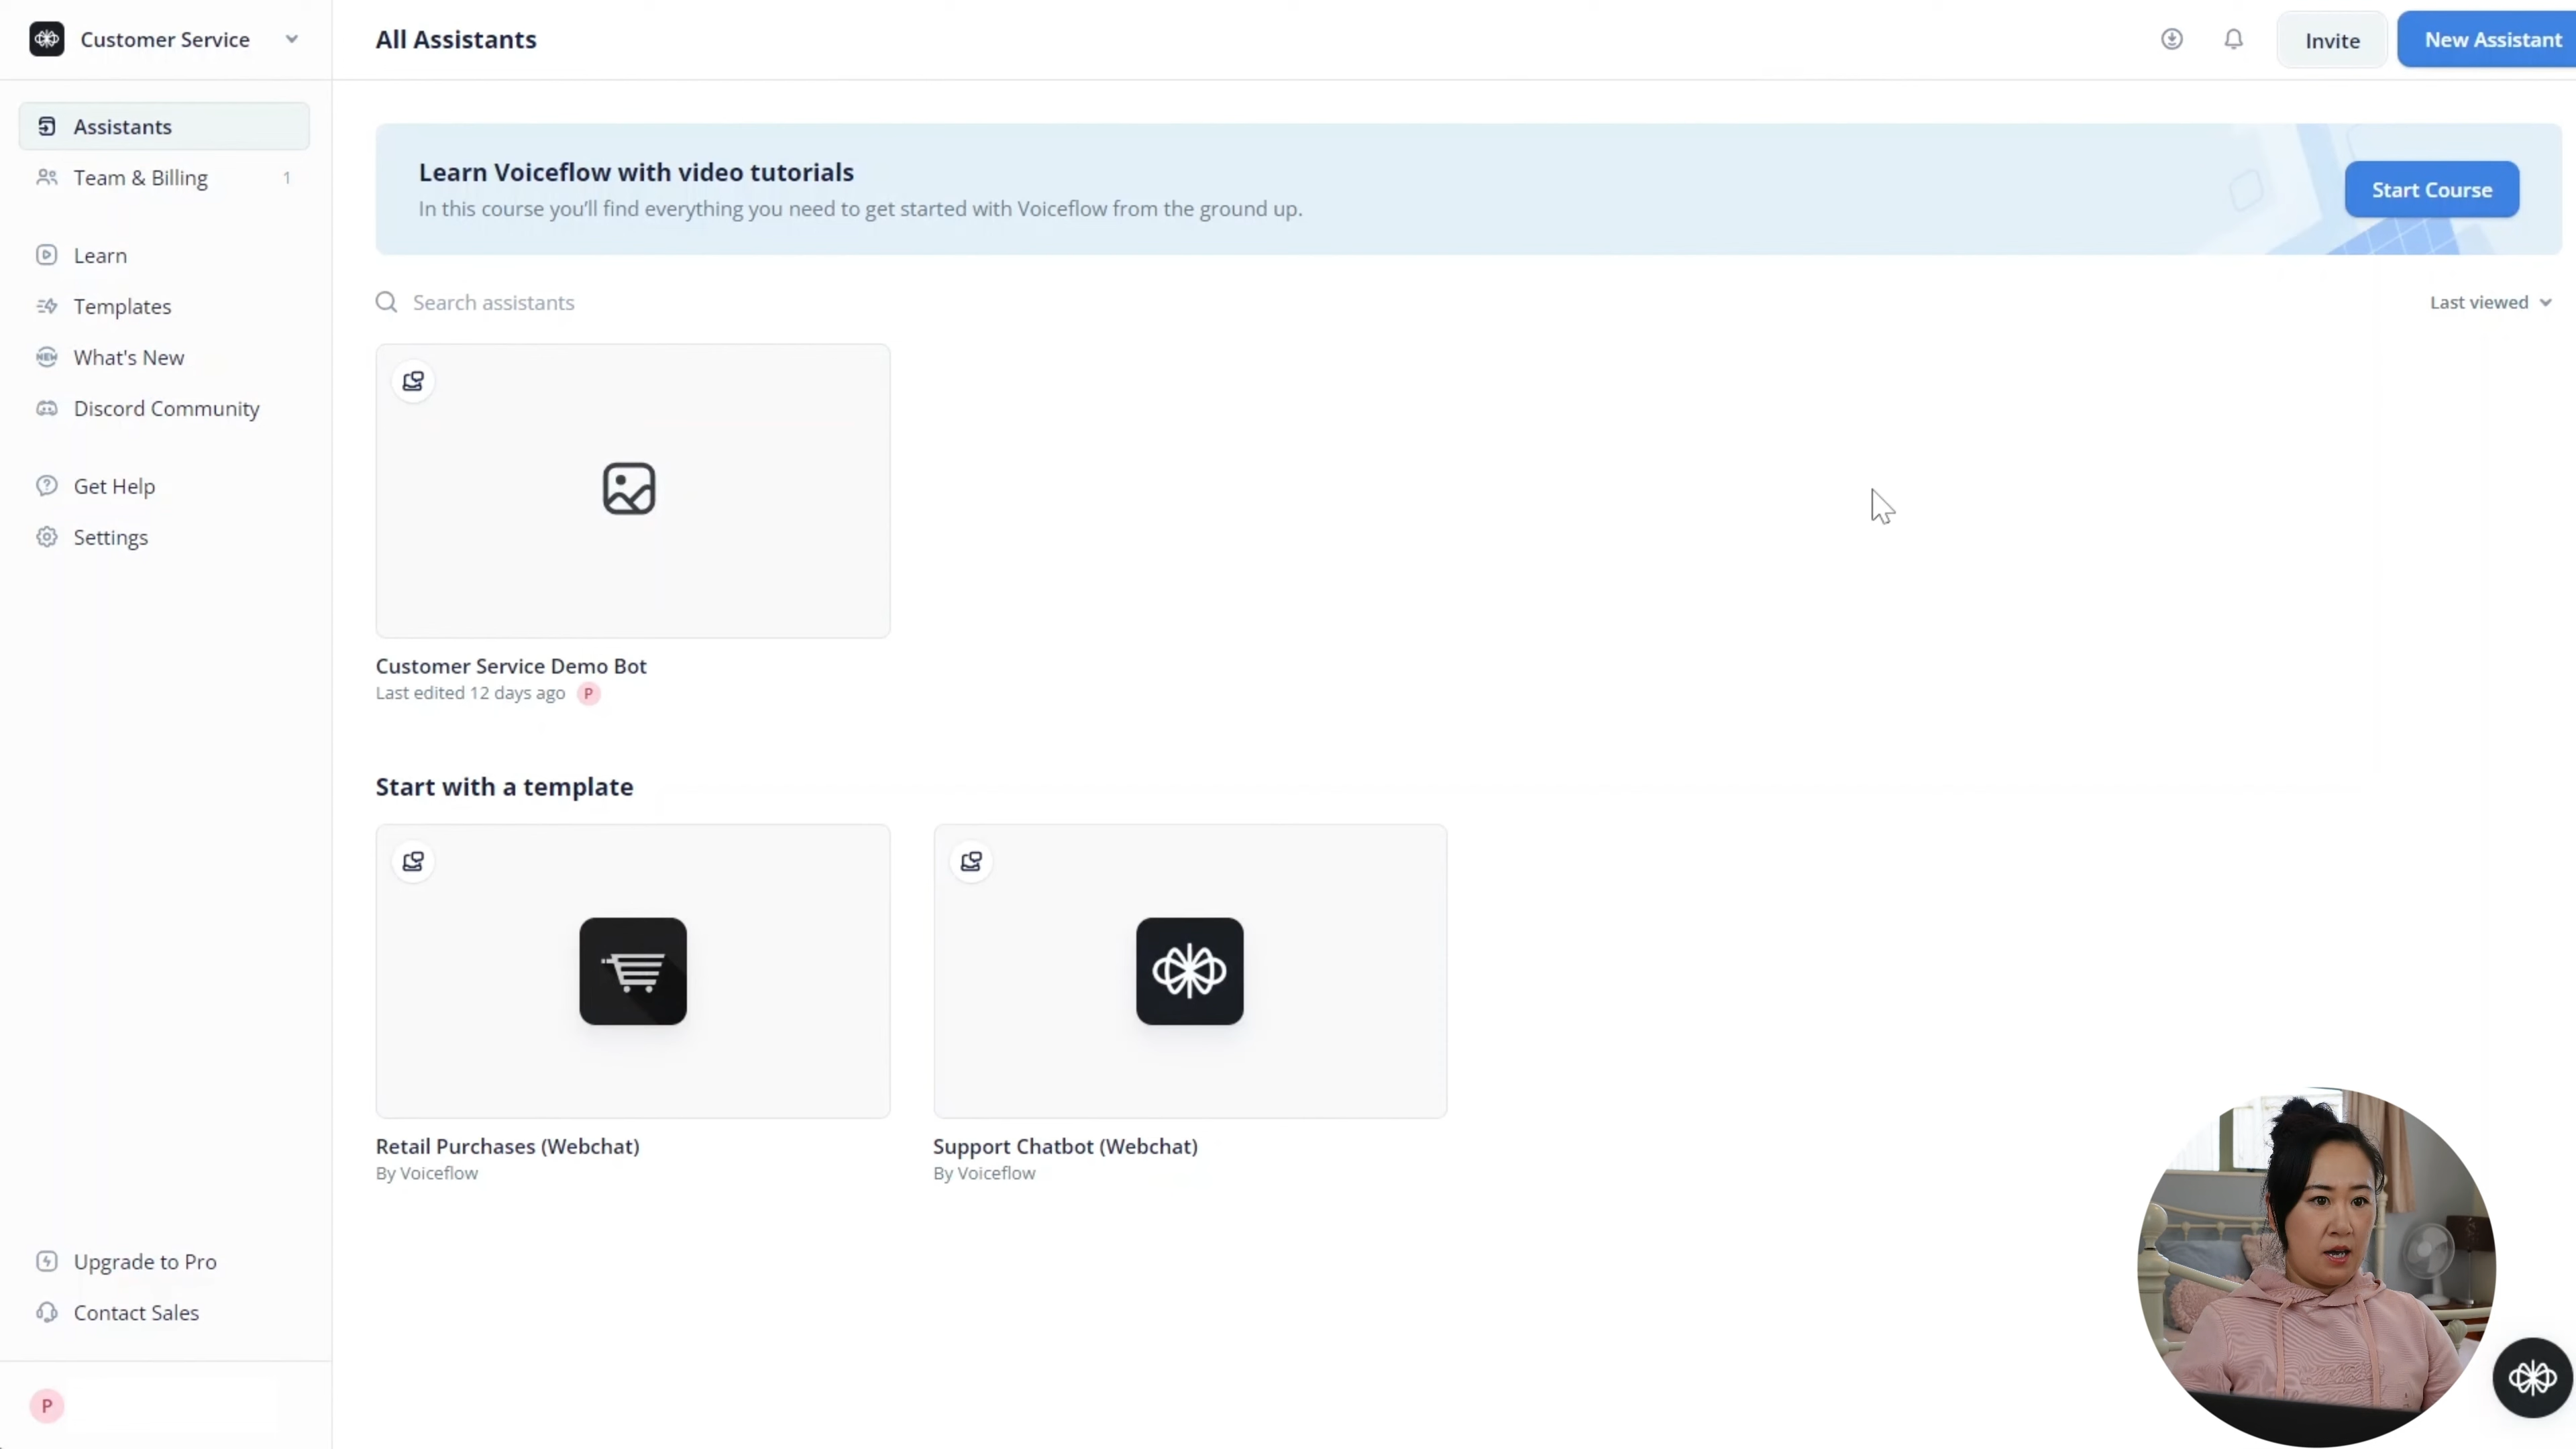 Customer Service
All Assistants
Invite
New Assistant
Assistants
Team & Billing 1
Learn
Templates
NEW What's New
Discord Community
Get Help
Settings
Learn Voiceflow with video tutorials
In this course you'll find everything you need to get started with Voiceflow from the ground up.
Start Course
Search assistants
Last viewed
Customer Service Demo Bot
Last edited 12 days ago P
Start with a template
Retail Purchases (Webchat)
By Voiceflow
Support Chatbot (Webchat)
By Voiceflow
Upgrade to Pro
Contact Sales
P